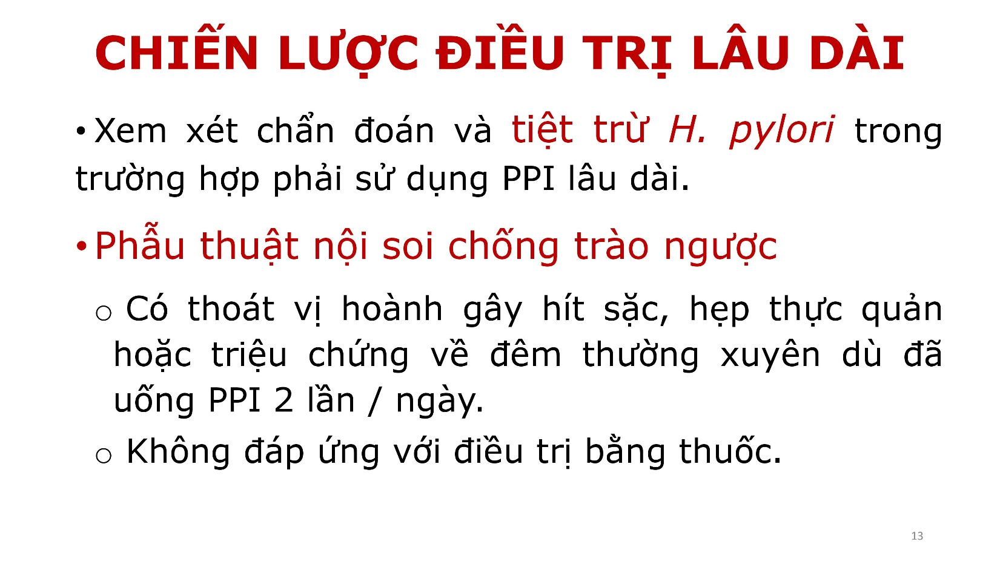 CHIẾN LƯỢC ĐIỀU TRỊ LÂU DÀI
• Xem xét chẩn đoán và tiệt trừ H. pylori trong
trường hợp phải sử dụng PPI lâu dài.
• Phẫu thuật nội soi chống trào ngược
o Có thoát vị hoành gây hít sặc, hẹp thực quản
hoặc triệu chứng về đêm thường xuyên dù đã
uống PPI 2 lần / ngày.
o Không đáp ứng với điều trị bằng thuốc.
13